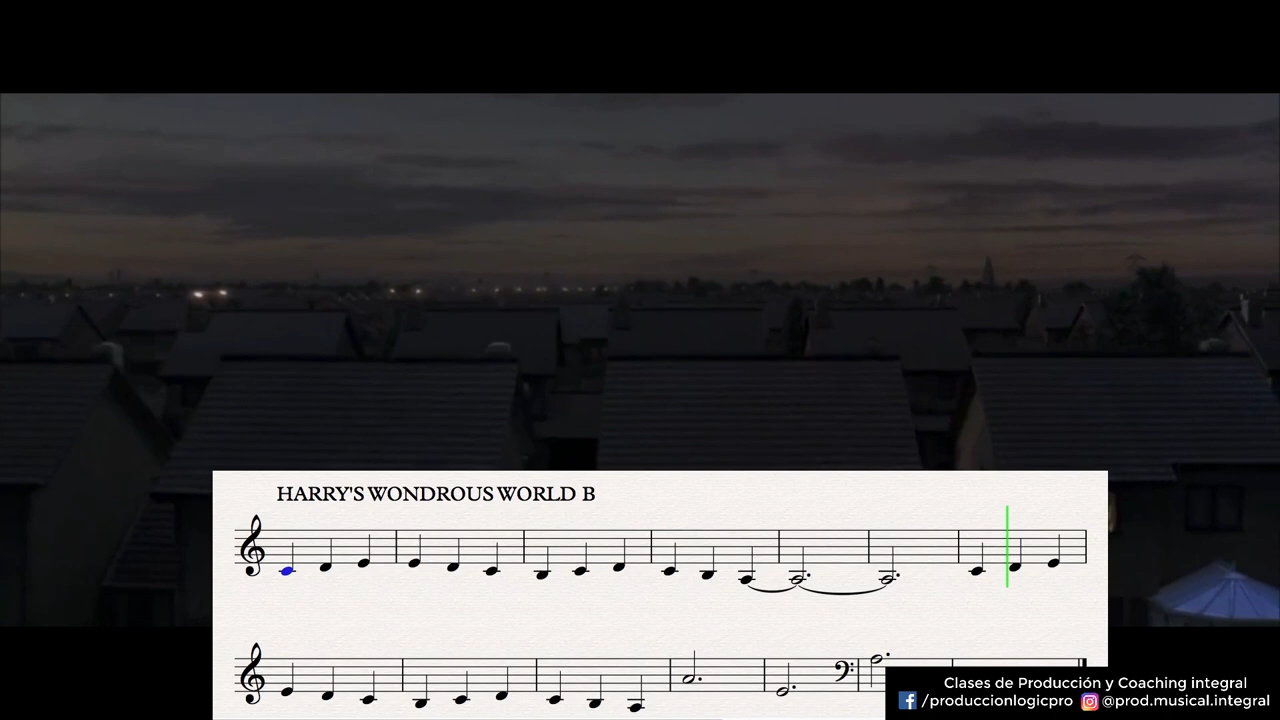 HARRY'S WONDROUS WORLD B
Clases de Producción y Coaching integral
/produccionlogicpro @prod.musical.integral